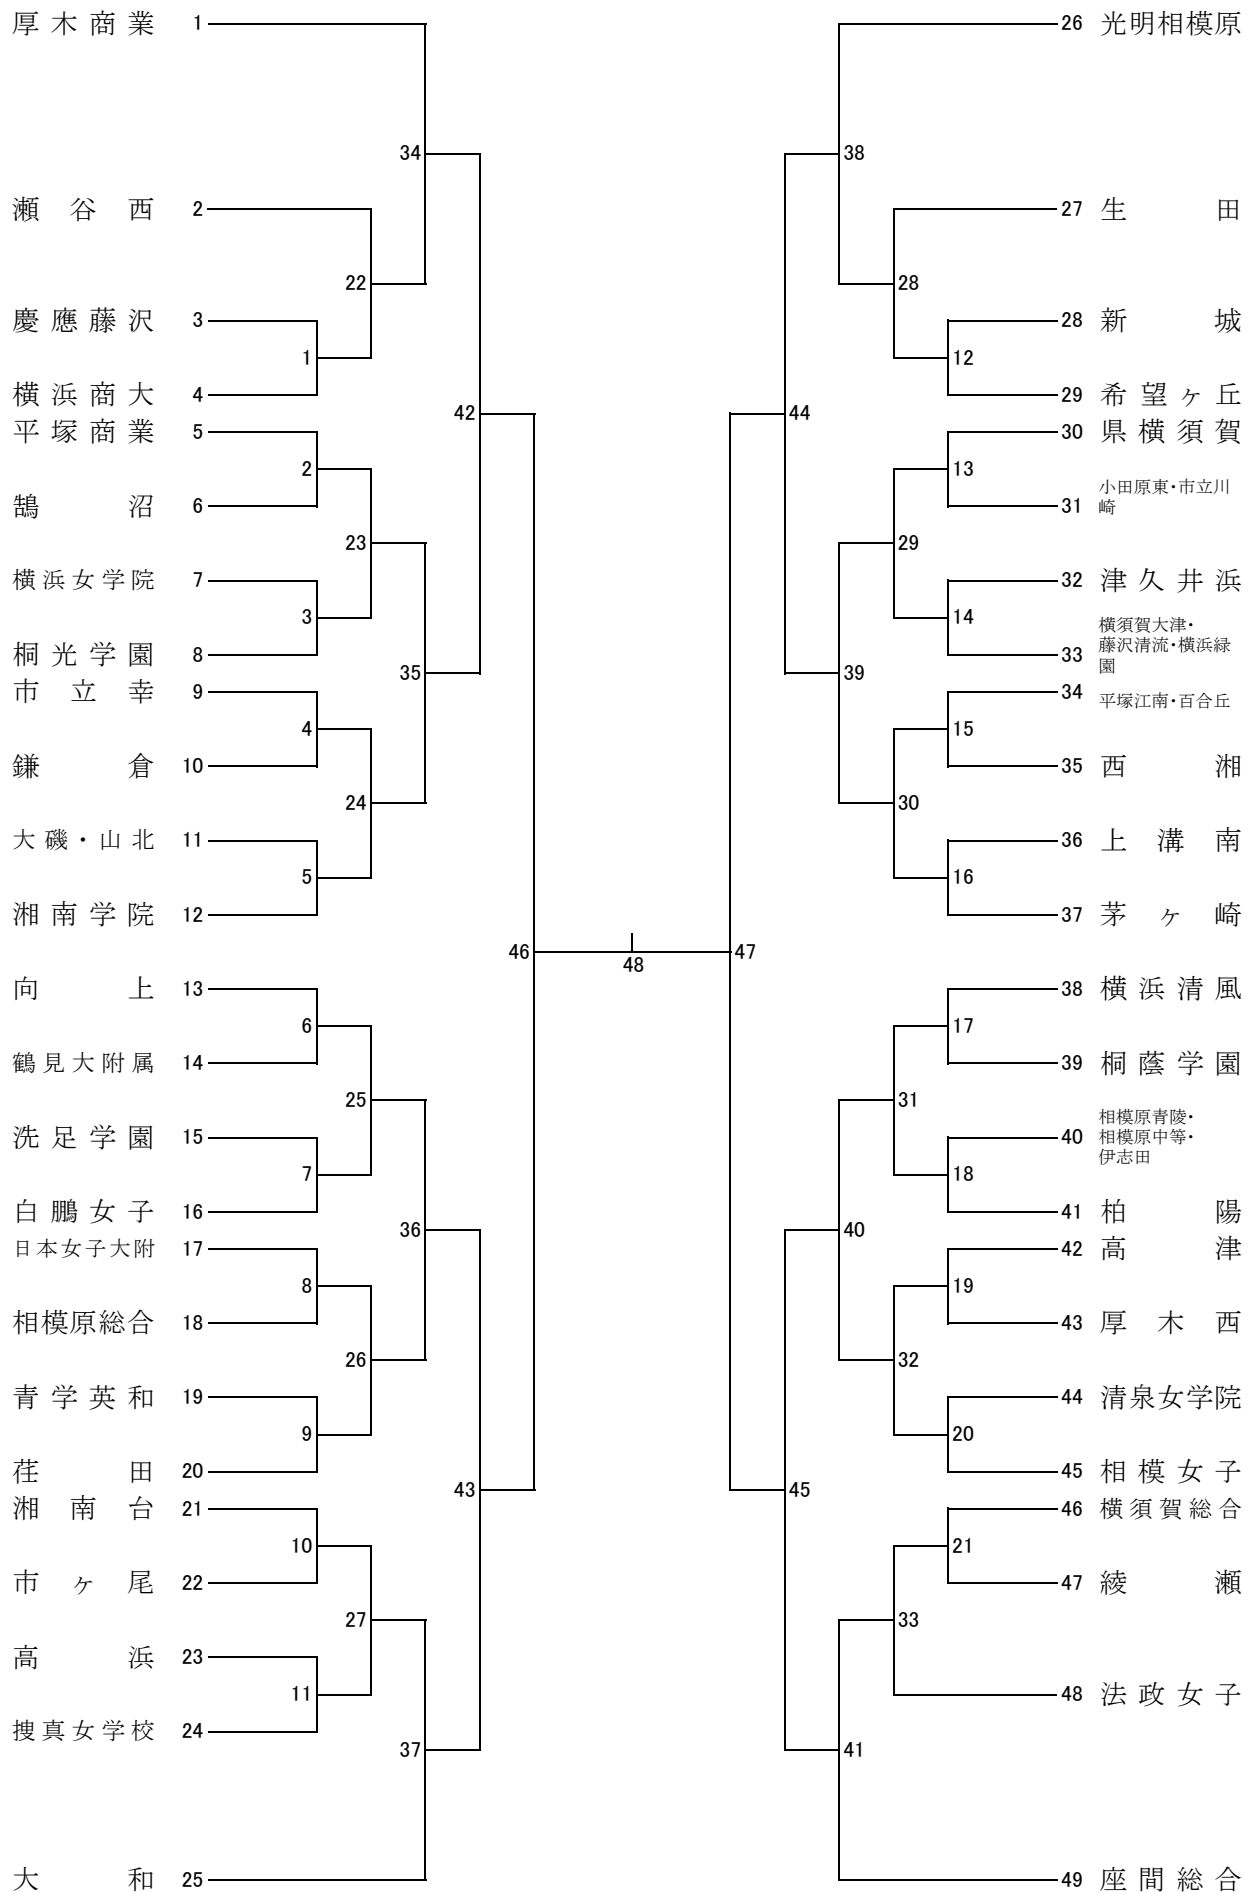 厚木商業 1
34
瀬谷西 2
22
慶應藤沢 3
1
横浜商大 4
42
平塚商業 5
2
鵠沼 6
23
横浜女学院 7
3
桐光学園 8
35
市立幸 9
4
鎌倉 10
24
大磯・山北 11
5
湘南学院 12
46
48
向上 13
6
鶴見大附属 14
25
洗足学園 15
7
白鵬女子 16
36
日本女子大附 17
8
相模原総合 18
26
青学英和 19
9
荏田 20
43
湘南台 21
10
市ヶ尾 22
27
高浜 23
11
捜真女学校 24
37
大和 25
26 光明相模原
38
27 生田
28
28 新城
12
29 希望ヶ丘
44
30 県横須賀
13
31 小田原東・市立川
崎
29
32 津久井浜
14
横須賀大津・
33 藤沢清流・横浜緑
園
39
34 平塚江南・百合丘
15
35 西湘
30
36 上溝南
16
37 茅ヶ崎
47
38 横浜清風
17
39 桐蔭学園
31
相模原青陵・
40 相模原中等・
伊志田
18
41 柏陽
40
42 高津
19
43 厚木西
32
44 清泉女学院
20
45 相模女子
45
46 横須賀総合
21
47 綾瀬
33
48 法政女子
41
49 座間総合